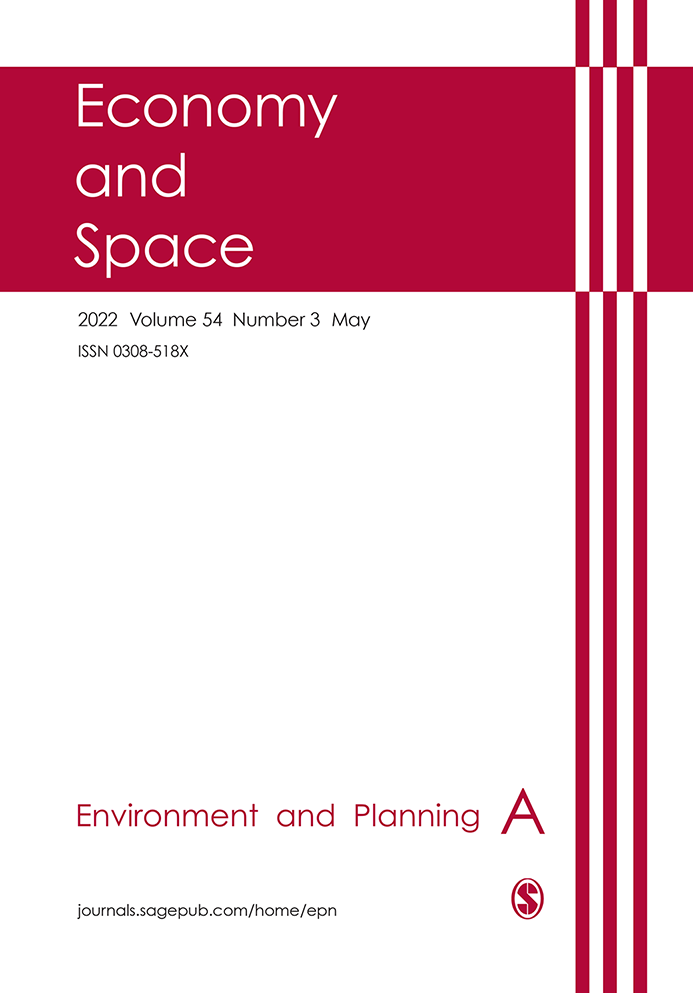 Economy
and
Space
2022 Volume 54 Number 3 May
ISSN 0308-518X
Environment and Planning A
journals.sagepub.com/home/epn